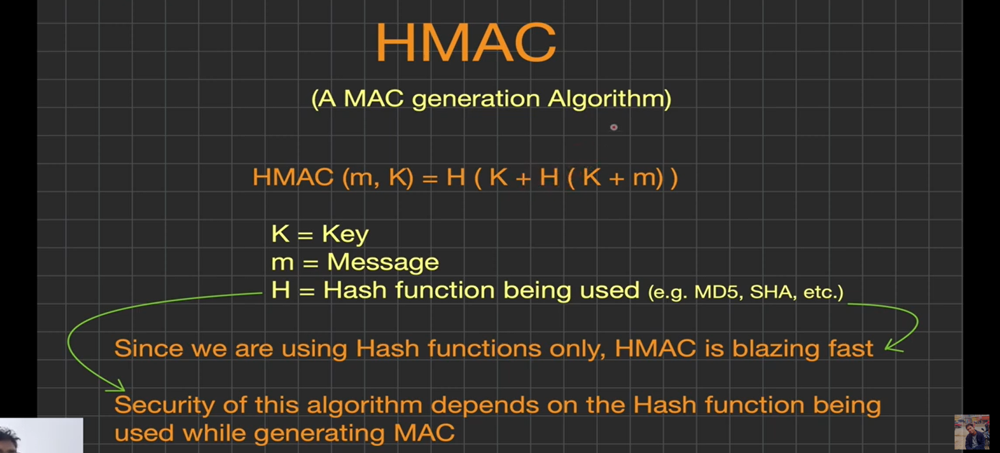 HMAC
(A MAC generation Algorithm)
HMAC (m, K) = H ( K + H ( K + m) )
K = Key
m = Message
H = Hash function being used (e.g. MD5, SHA, etc.)
Since we are using Hash functions only, HMAC is blazing fast
Security of this algorithm depends on the Hash function being
used while generating MAC